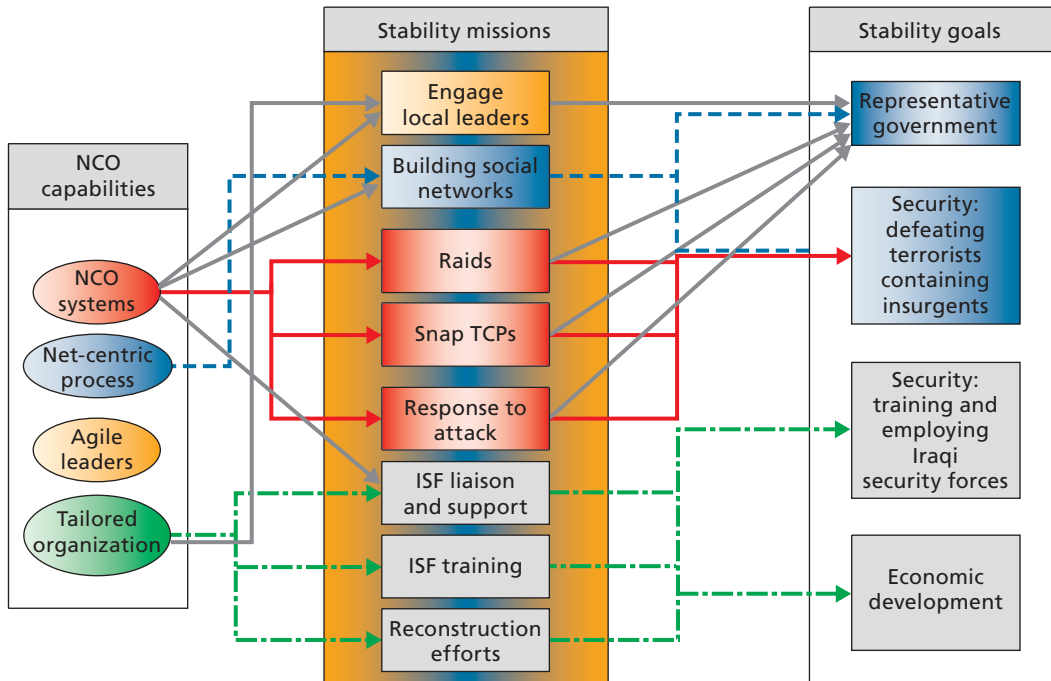 NCO
capabilities
NCO
systems
Net-centric
process
Agile
leaders
Tailored
organization
Stability missions
Engage
local leaders
Building social
networks
Raids
Snap TCPs
Response to
attack
ISF liaison
and support
ISF training
Reconstruction
efforts
Stability goals
Representative
government
Security:
defeating
terrorists
containing
insurgents
Security:
training and
employing
Iraqi
security forces
Economic
development